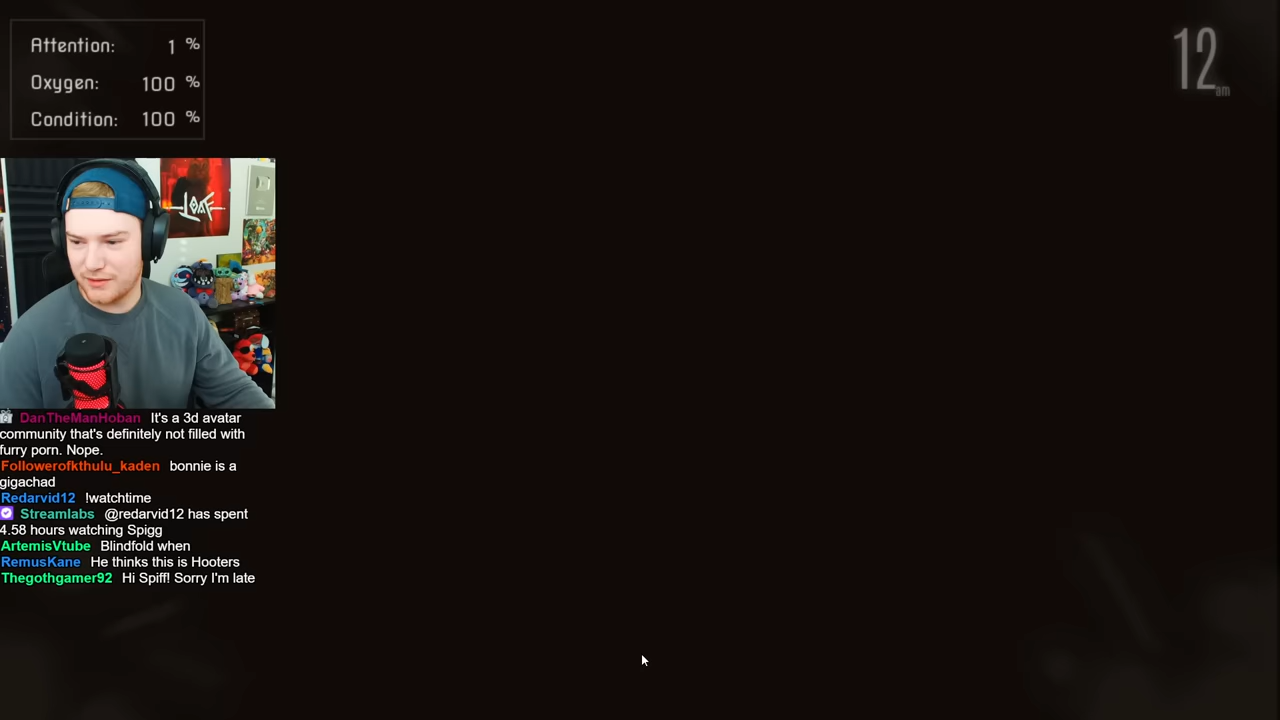 Attention: 1 %
Oxygen: 100 %
Condition: 100 %
12 am
LOAF
DanTheManHoban It's a 3d avatar
community that's definitely not filled with
furry porn. Nope.
Followerofkthulu_kaden bonnie is a
gigachad
Redarvid12 !watchtime
Streamlabs @redarvid12 has spent
4.58 hours watching Spigg
ArtemisVtube Blindfold when
RemusKane He thinks this is Hooters
Thegothgamer92 Hi Spiff! Sorry I'm late